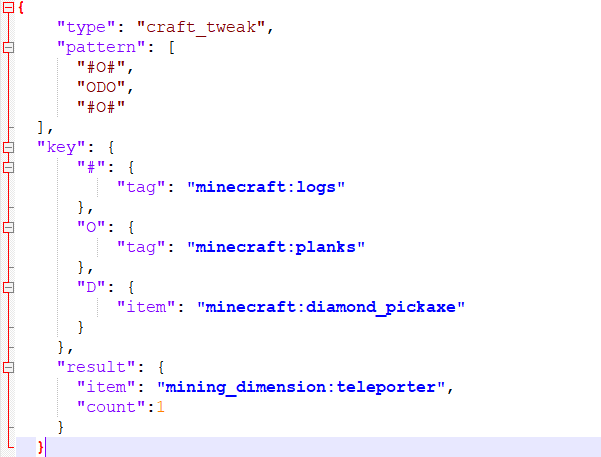 {
    "type": "craft_tweak",
    "pattern": [
      "#O#",
      "ODO",
      "#O#"
  ],
  "key": {
      "#": {
          "tag": "minecraft:logs"
      },
      "O": {
          "tag": "minecraft:planks"
      },
      "D": {
          "item": "minecraft:diamond_pickaxe"
      }
    },
    "result": {
      "item": "mining_dimension:teleporter",
      "count":1
    }
  }